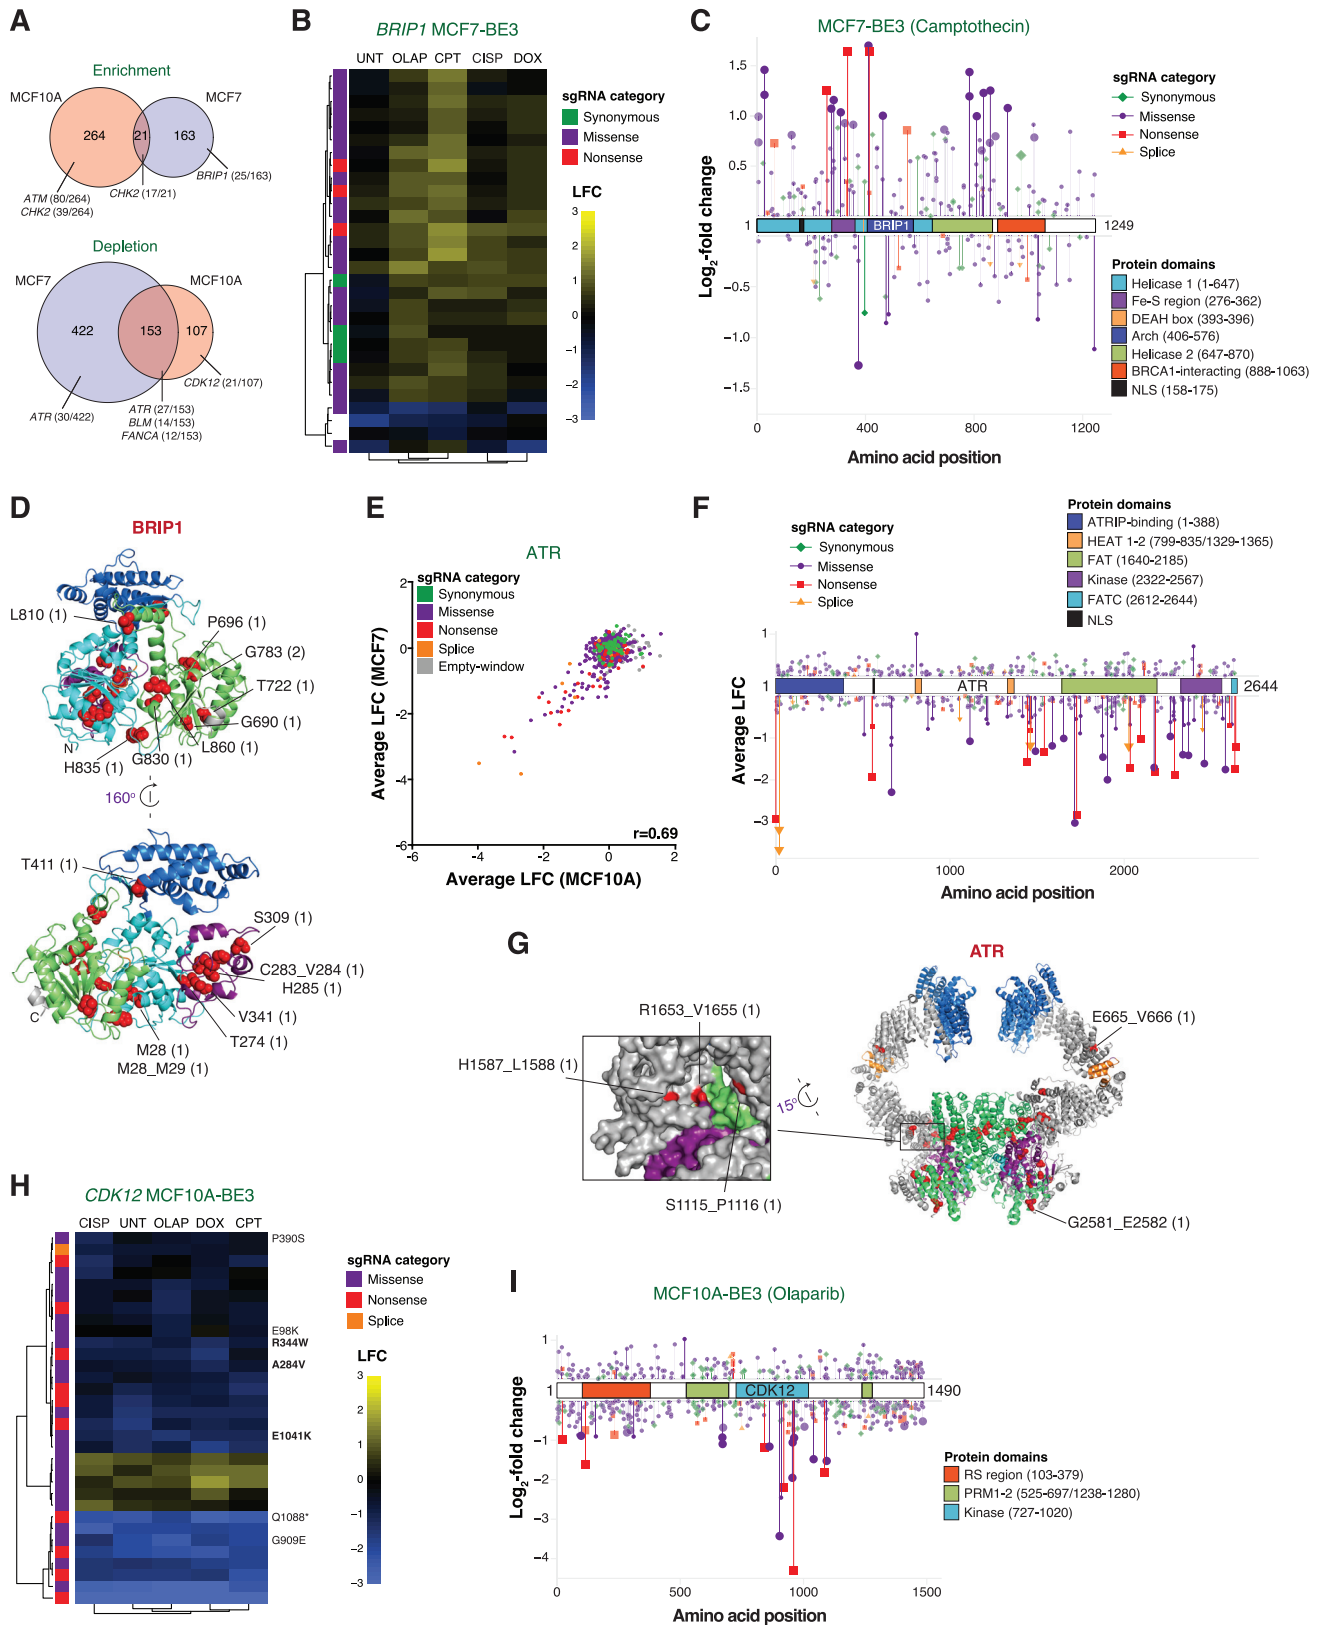 A
Enrichment
MCF10A
MCF7
264
21
163
BRIP1 (25/163)
CHK2 (17/21)
ATM (80/264)
CHK2 (39/264)
Depletion
MCF7
MCF10A
422
153
107
CDK12 (21/107)
ATR (30/422)
ATR (27/153)
BLM (14/153)
FANCA (12/153)
B
BRIP1 MCF7-BE3
UNT OLAP CPT CISP DOX
sgRNA category
Synonymous
Missense
Nonsense
LFC
3
2
1
0
−1
−2
−3
C
MCF7-BE3 (Camptothecin)
sgRNA category
Synonymous
Missense
Nonsense
Splice
Log2-fold change
1.5
1.0
0.5
1
BRIP1
1249
−0.5
−1.0
−1.5
0 400 800 1200
Amino acid position
Protein domains
Helicase 1 (1-647)
Fe-S region (276-362)
DEAH box (393-396)
Arch (406-576)
Helicase 2 (647-870)
BRCA1-interacting (888-1063)
NLS (158-175)
D
BRIP1
L810 (1)
P696 (1)
G783 (2)
T722 (1)
G690 (1)
L860 (1)
G830 (1)
H835 (1)
N
160°
T411 (1)
S309 (1)
C283_V284 (1)
H285 (1)
V341 (1)
T274 (1)
M28 (1)
M28_M29 (1)
C
E
ATR
sgRNA category
Synonymous
Missense
Nonsense
Splice
Empty-window
Average LFC (MCF7)
2
0
-2
-4
-6
r=0.69
-6 -4 -2 0 2
Average LFC (MCF10A)
F
sgRNA category
Synonymous
Missense
Nonsense
Splice
Protein domains
ATRIP-binding (1-388)
HEAT 1-2 (799-835/1329-1365)
FAT (1640-2185)
Kinase (2322-2567)
FATC (2612-2644)
NLS
Average LFC
1
1
ATR
2644
−1
−2
−3
0 1000 2000
Amino acid position
G
ATR
R1653_V1655 (1)
H1587_L1588 (1)
S1115_P1116 (1)
15°
E665_V666 (1)
G2581_E2582 (1)
H
CDK12 MCF10A-BE3
CISP UNT OLAP DOX CPT
P390S
E98K
R344W
A284V
E1041K
Q1088*
G909E
sgRNA category
Missense
Nonsense
Splice
LFC
3
2
1
0
−1
−2
−3
I
MCF10A-BE3 (Olaparib)
Log2-fold change
1
1
CDK12
1490
−1
−2
−3
−4
0 500 1000 1500
Amino acid position
Protein domains
RS region (103-379)
PRM1-2 (525-697/1238-1280)
Kinase (727-1020)